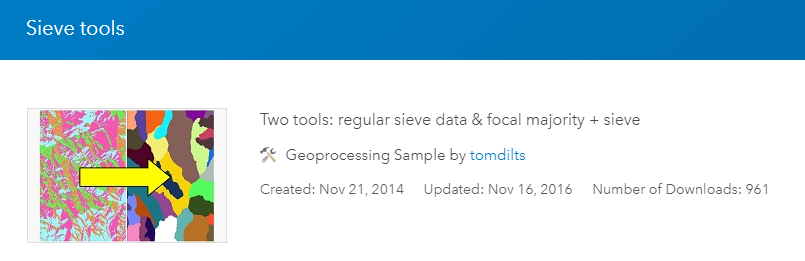 Sieve tools
Two tools: regular sieve data & focal majority + sieve
Geoprocessing Sample by tomdilts
Created: Nov 21, 2014 Updated: Nov 16, 2016 Number of Downloads: 961